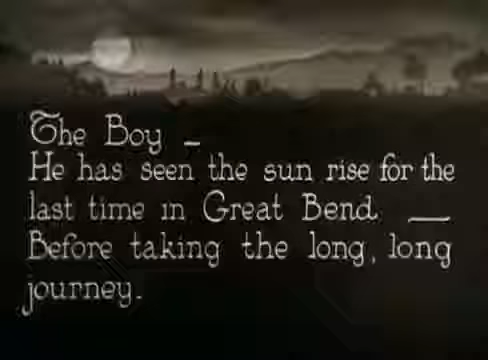 The Boy —
He has seen the sun rise for the
last time in Great Bend —
Before taking the long, long
journey.